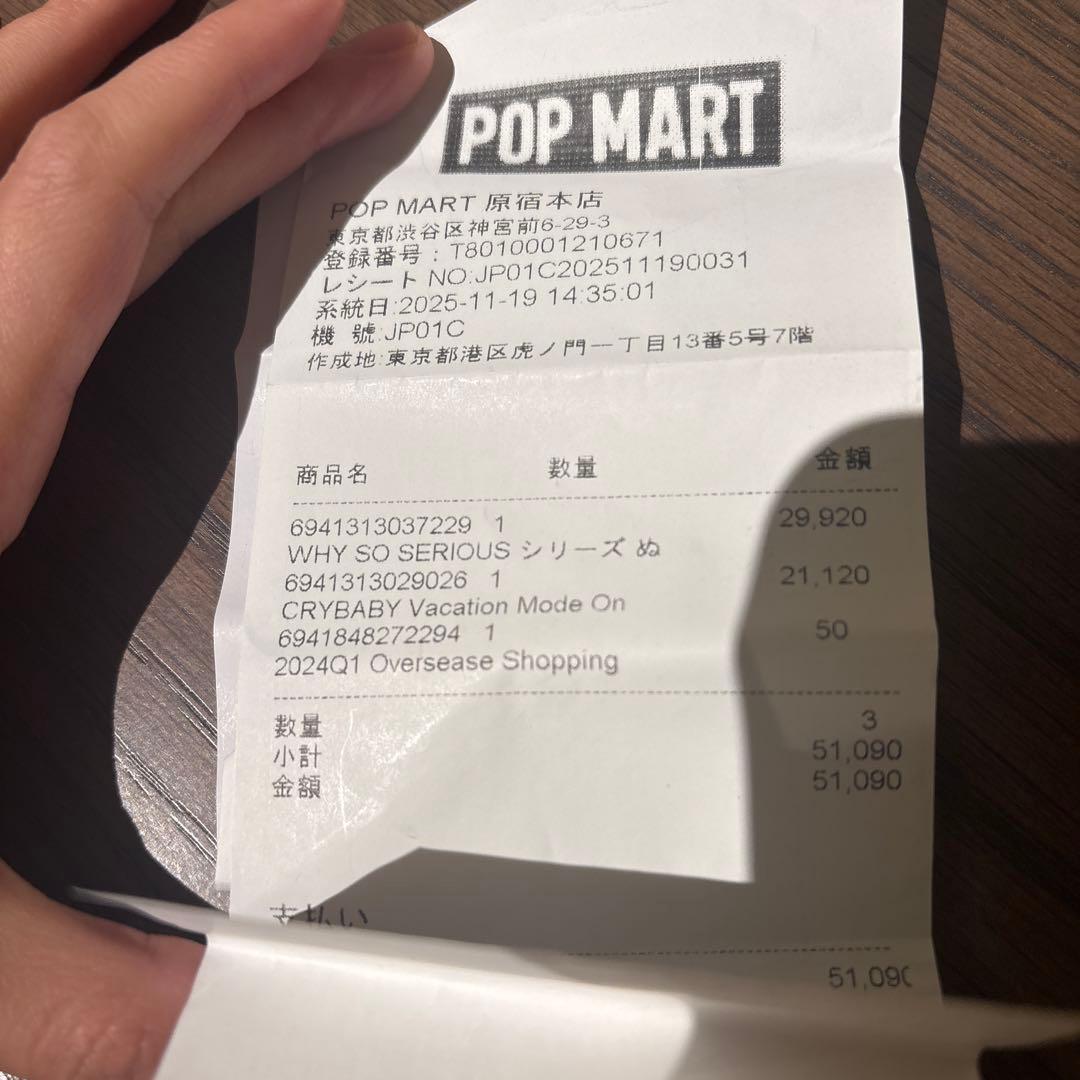 POP MART
POP MART 原宿本店
東京都渋谷区神宮前6-29-3
登録番号：T8010001210671
レシート NO:JP01C202511190031
系統日:2025-11-19 14:35:01
機 號:JP01C
作成地:東京都港区虎ノ門一丁目13番5号7階
商品名 数量 金額
6941313037229 1 29,920
WHY SO SERIOUS シリーズ ぬ
6941313029026 1 21,120
CRYBABY Vacation Mode On
6941848272294 1 50
2024Q1 Oversease Shopping
数量 3
小計 51,090
金額 51,090
支払い
51,090